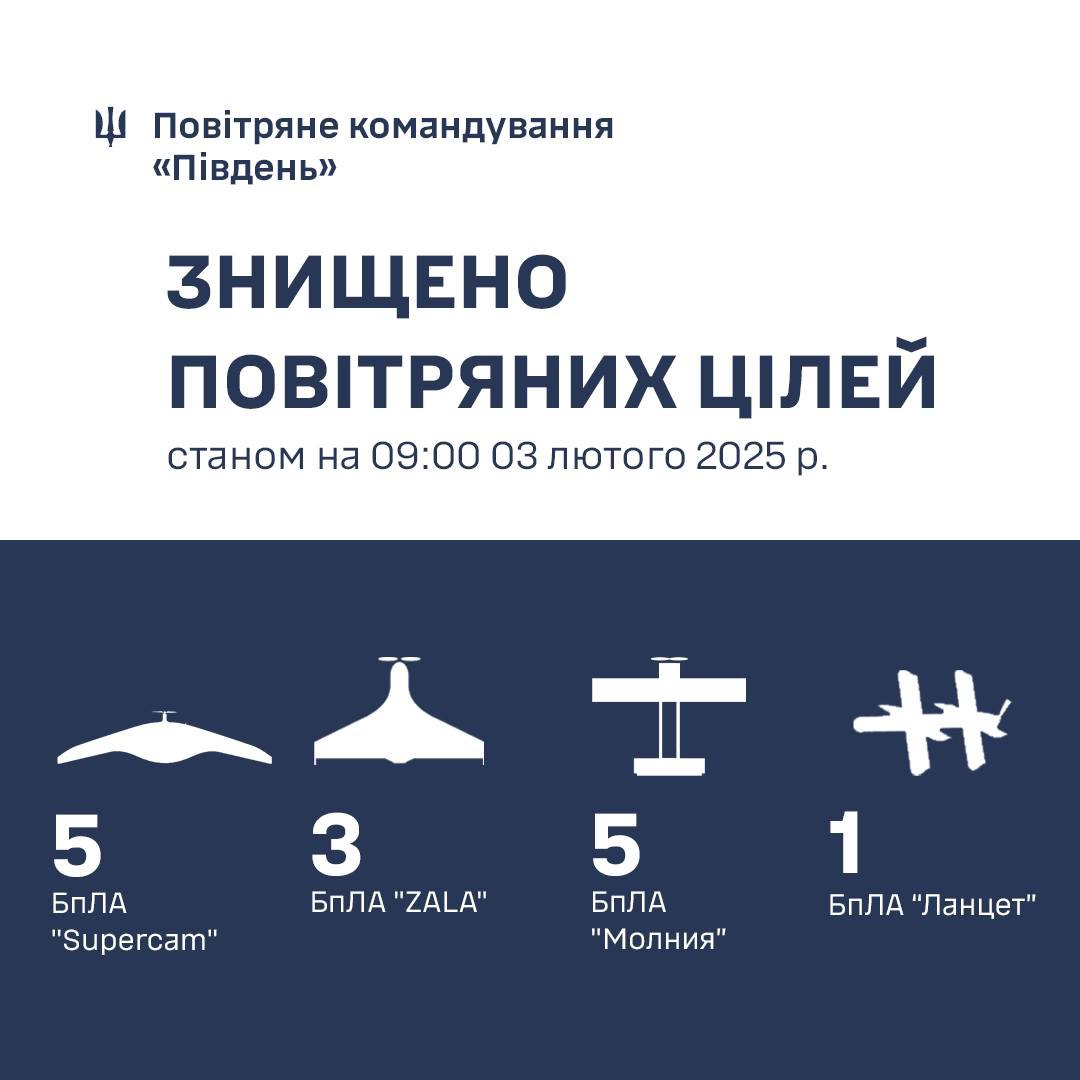 Повітряне командування
«Південь»
ЗНИЩЕНО
ПОВІТРЯНИХ ЦІЛЕЙ
станом на 09:00 03 лютого 2025 р.
5
БпЛА
"Supercam"
3
БпЛА "ZALA"
5
БпЛА
"Молния"
1
БпЛА “Ланцет”